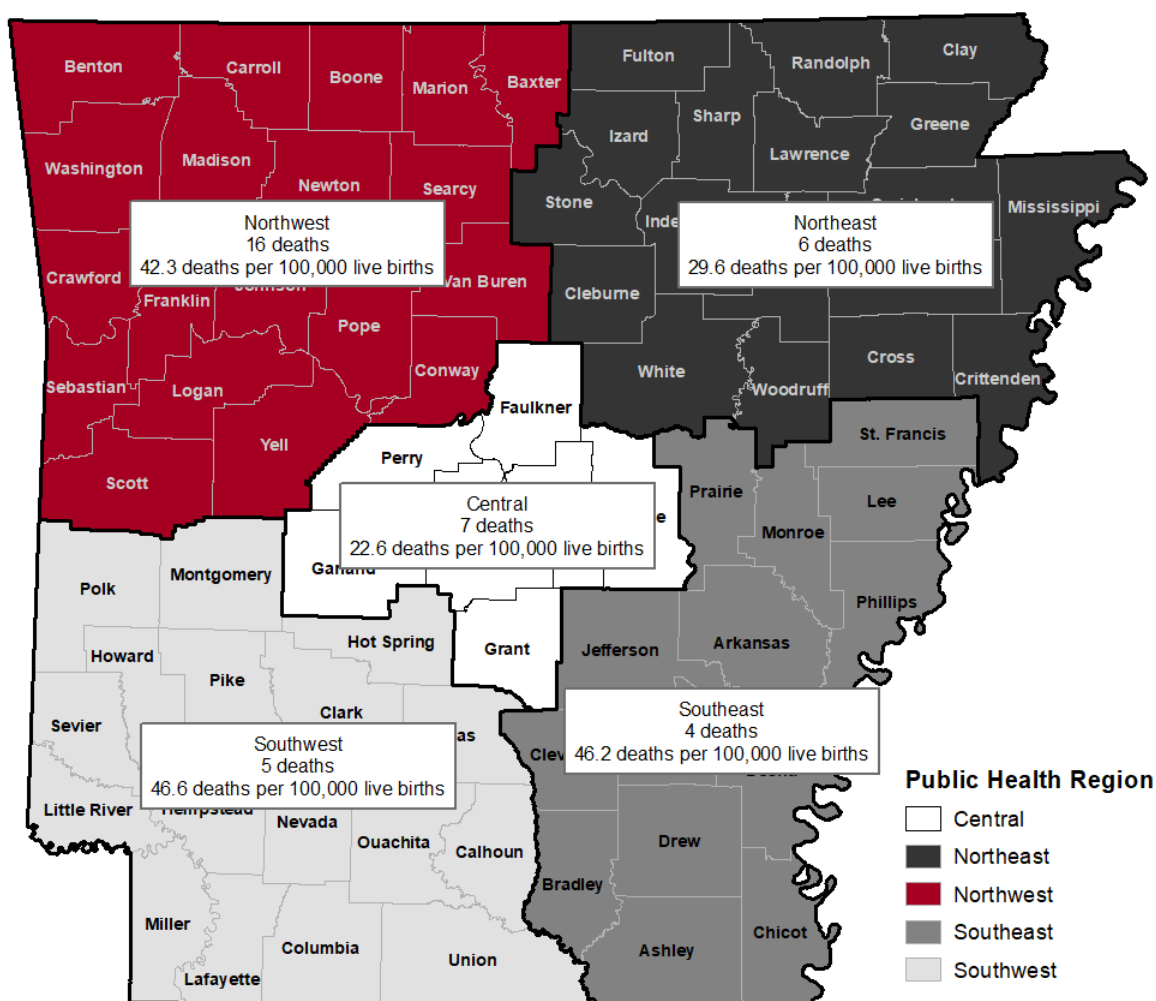 Benton
Carroll
Boone
Marion
Baxter
Fulton
Randolph
Clay
Washington
Madison
Newton
Searcy
Izard
Sharp
Lawrence
Greene
Stone
Mississippi
Northwest
16 deaths
42.3 deaths per 100,000 live births
Northeast
6 deaths
29.6 deaths per 100,000 live births
Crawford
Franklin
Van Buren
Cleburne
Pope
Sebastian
Logan
Conway
White
Woodruff
Cross
Crittenden
Faulkner
St. Francis
Scott
Yell
Perry
Prairie
Lee
Central
7 deaths
22.6 deaths per 100,000 live births
Monroe
Polk
Montgomery
Phillips
Howard
Hot Spring
Grant
Jefferson
Arkansas
Pike
Sevier
Clark
Southwest
5 deaths
46.6 deaths per 100,000 live births
Southeast
4 deaths
46.2 deaths per 100,000 live births
Little River
Nevada
Ouachita
Calhoun
Drew
Bradley
Miller
Lafayette
Columbia
Union
Ashley
Chicot
Public Health Region
Central
Northeast
Northwest
Southeast
Southwest